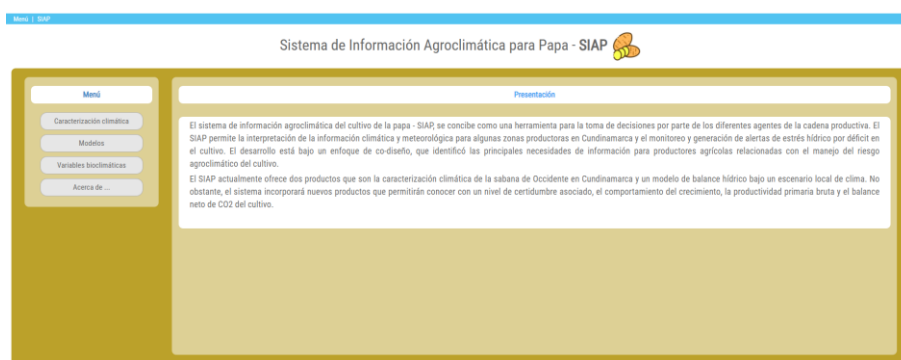 Menú | SIAP
Sistema de Información Agroclimática para Papa - SIAP
Menú
Caracterización climática
Modelos
Variables bioclimáticas
Acerca de ...
Presentación
El sistema de información agroclimática del cultivo de la papa - SIAP, se concibe como una herramienta para la toma de decisiones por parte de los diferentes agentes de la cadena productiva. El
SIAP permite la interpretación de la información climática y meteorológica para algunas zonas productoras en Cundinamarca y el monitoreo y generación de alertas de estrés hídrico por déficit en
el cultivo. El desarrollo está bajo un enfoque de co-diseño, que identificó las principales necesidades de información para productores agrícolas relacionadas con el manejo del riesgo
agroclimático del cultivo.
El SIAP actualmente ofrece dos productos que son la caracterización climática de la sabana de Occidente en Cundinamarca y un modelo de balance hídrico bajo un escenario local de clima. No
obstante, el sistema incorporará nuevos productos que permitirán conocer con un nivel de certidumbre asociado, el comportamiento del crecimiento, la productividad primaria bruta y el balance
neto de CO2 del cultivo.